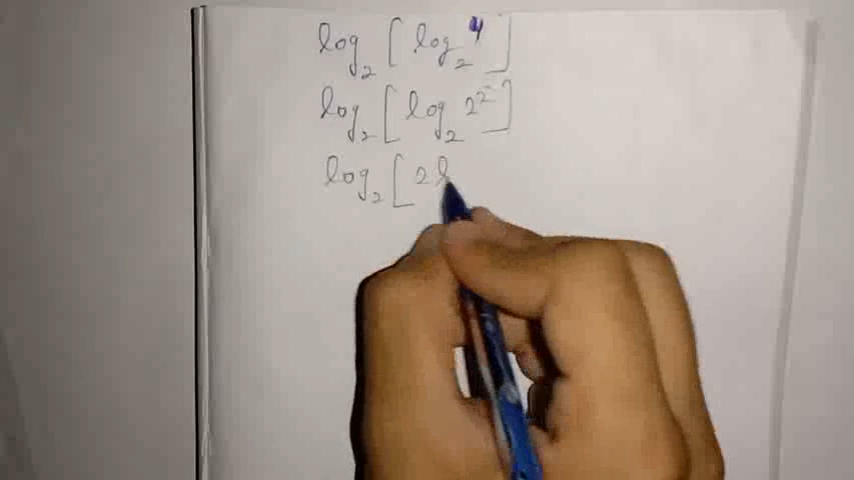 log₂ [ log₂ 4 ]
log₂ [ log₂ 2² ]
log₂ [ 2 l